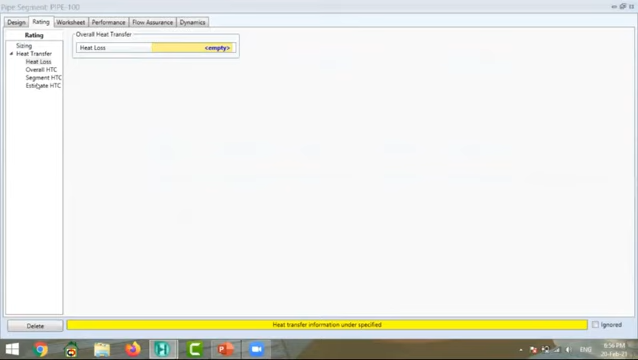 Pipe Segment: PIPE-100
Design Rating Worksheet Performance Flow Assurance Dynamics
Rating
Sizing
Heat Transfer
Heat Loss
Overall HTC
Segment HTC
Estimate HTC
Overall Heat Transfer
Heat Loss <empty>
Delete
Heat transfer information under specified
Ignored
ENG